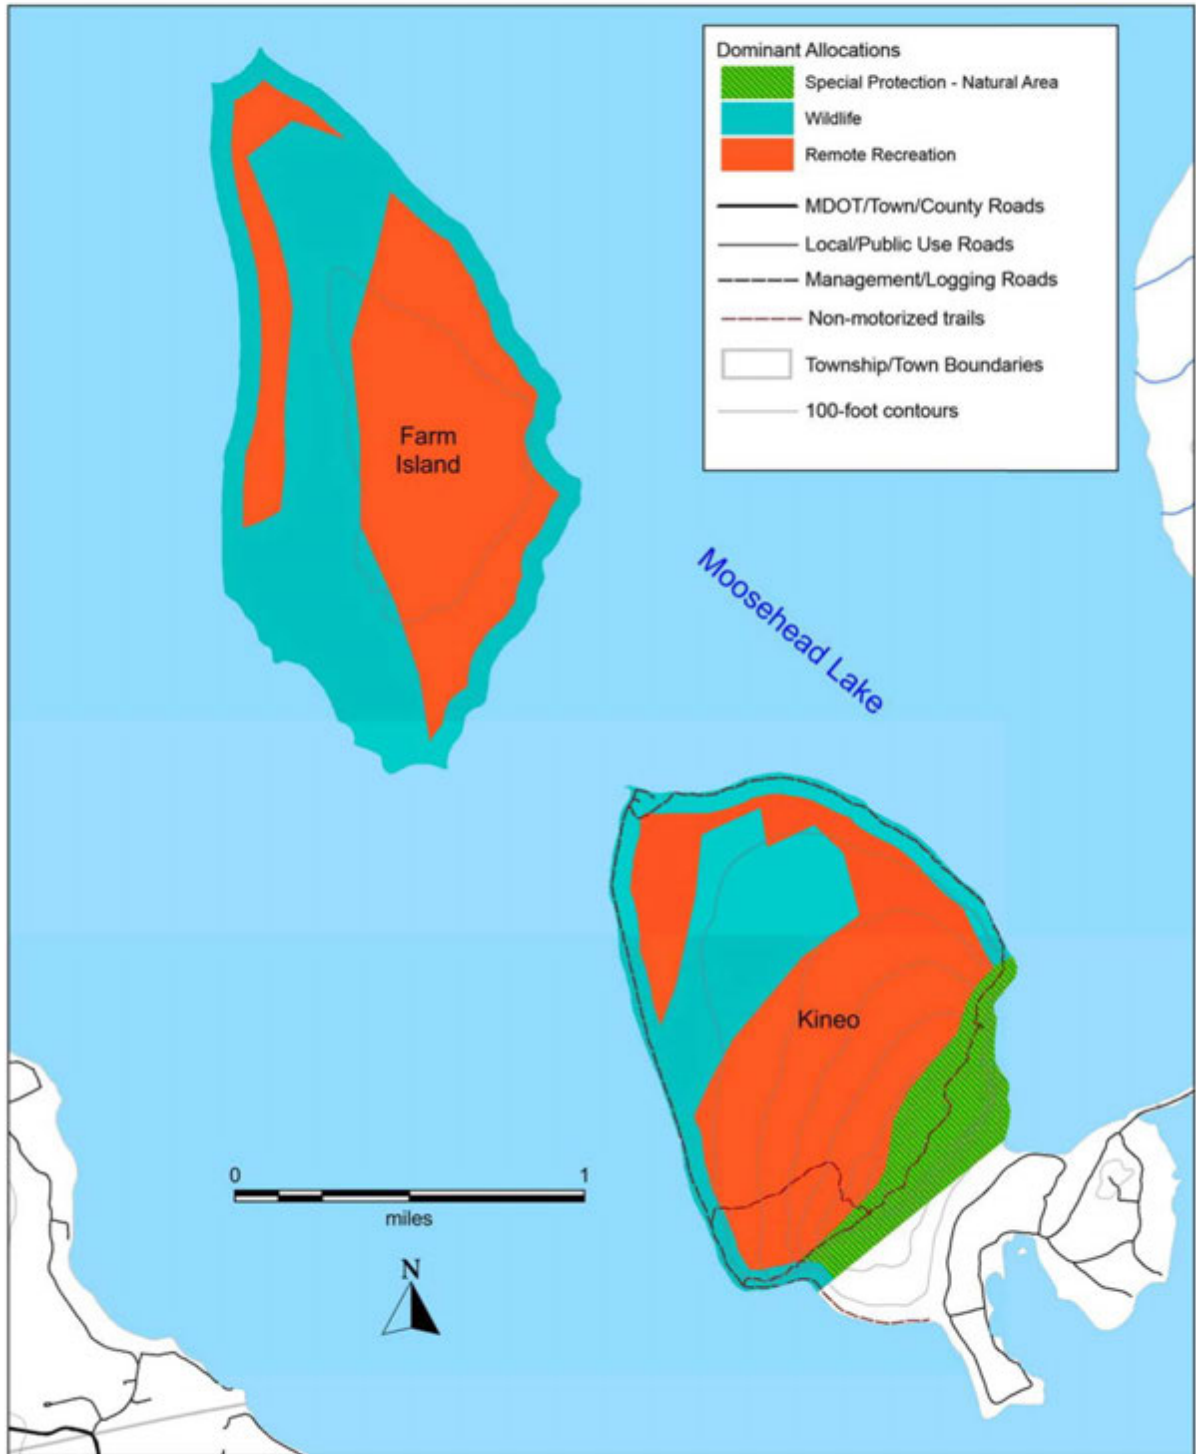 Dominant Allocations
Special Protection - Natural Area
Wildlife
Remote Recreation
MDOT/Town/County Roads
Local/Public Use Roads
Management/Logging Roads
Non-motorized trails
Township/Town Boundaries
100-foot contours
Farm
Island
Moosehead Lake
Kineo
0 1
miles
N